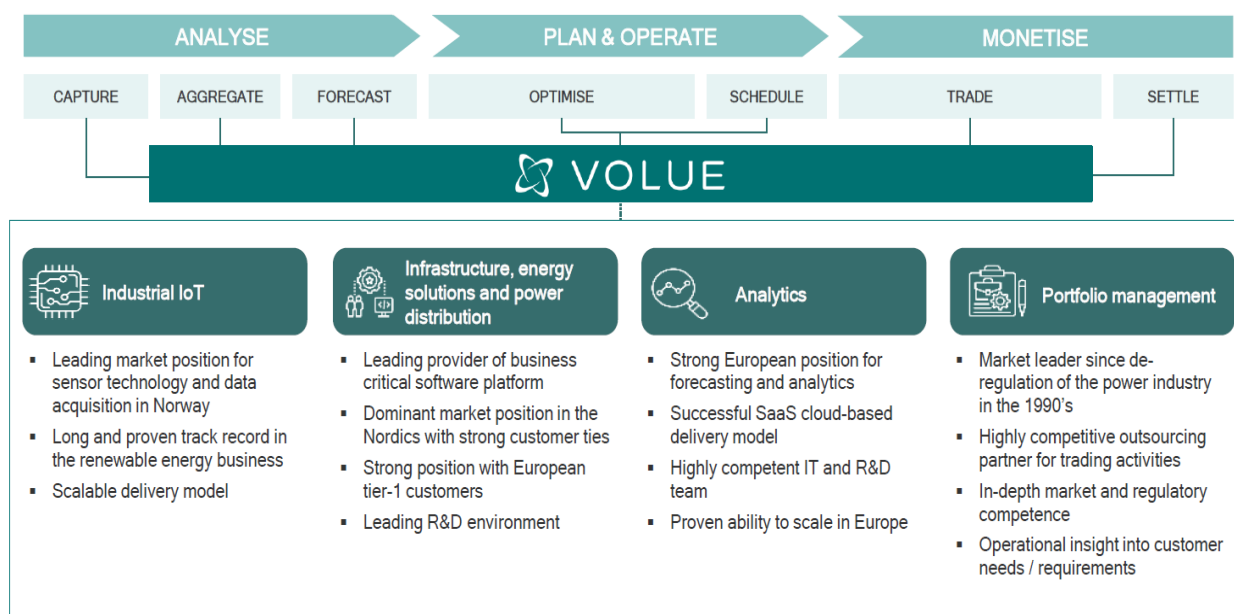 ANALYSE
PLAN & OPERATE
MONETISE
CAPTURE
AGGREGATE
FORECAST
OPTIMISE
SCHEDULE
TRADE
SETTLE
VOLUE
Industrial IoT
▪ Leading market position for
sensor technology and data
acquisition in Norway
▪ Long and proven track record in
the renewable energy business
▪ Scalable delivery model
Infrastructure, energy
solutions and power
distribution
▪ Leading provider of business
critical software platform
▪ Dominant market position in the
Nordics with strong customer ties
▪ Strong position with European
tier-1 customers
▪ Leading R&D environment
Analytics
▪ Strong European position for
forecasting and analytics
▪ Successful SaaS cloud-based
delivery model
▪ Highly competent IT and R&D
team
▪ Proven ability to scale in Europe
Portfolio management
▪ Market leader since de-
regulation of the power industry
in the 1990's
▪ Highly competitive outsourcing
partner for trading activities
▪ In-depth market and regulatory
competence
▪ Operational insight into customer
needs / requirements